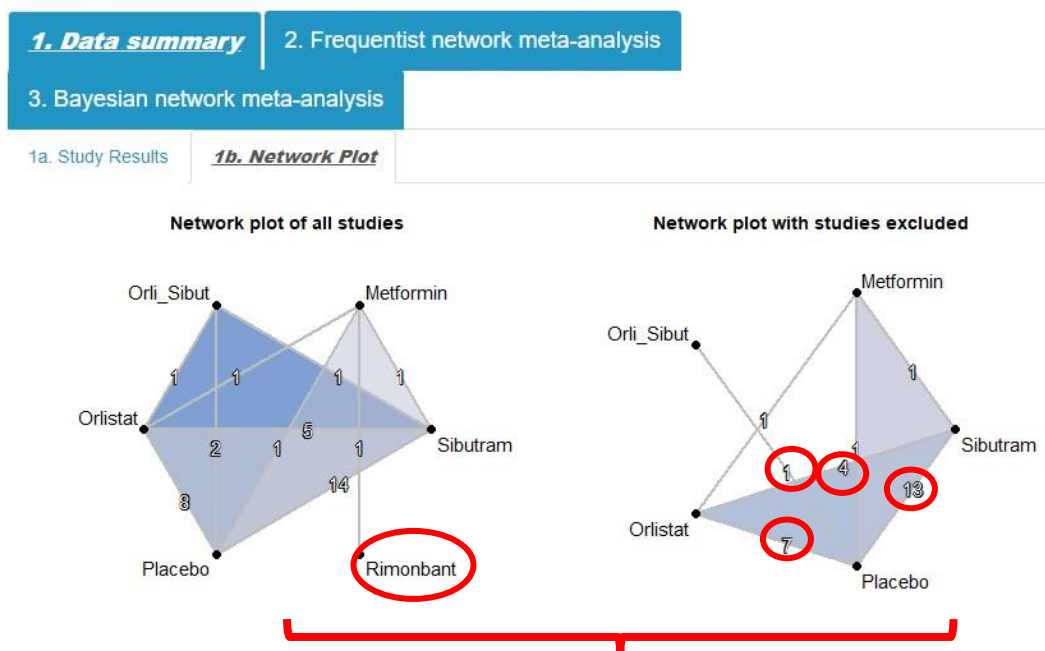 1. Data summary
2. Frequentist network meta-analysis
3. Bayesian network meta-analysis
1a. Study Results
1b. Network Plot
Network plot of all studies
Orli_Sibut
Metformin
1
1
1
1
Orlistat
5
Sibutram
2
1
1
14
8
Placebo
Rimonbant
Network plot with studies excluded
Metformin
Orli_Sibut
1
1
Sibutram
1
1
4
13
Orlistat
7
Placebo